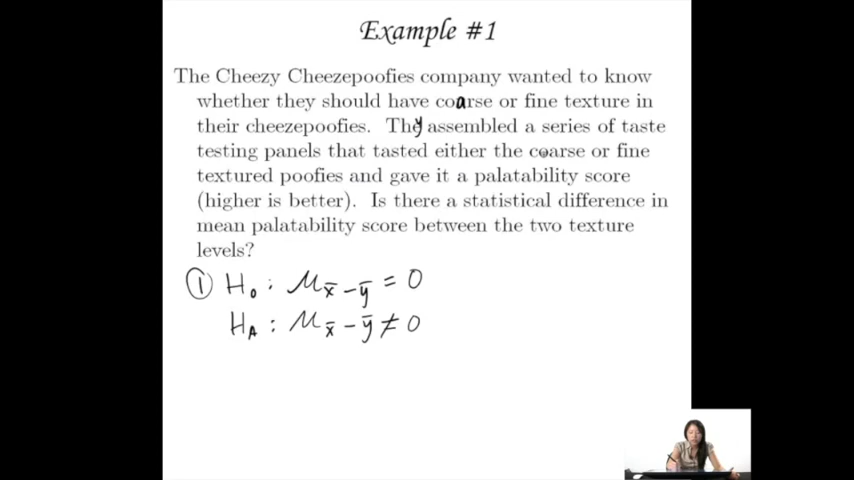 Example #1
The Cheezy Cheezepoofies company wanted to know
whether they should have coarse or fine texture in
their cheezepoofies. They assembled a series of taste
testing panels that tasted either the coarse or fine
textured poofies and gave it a palatability score
(higher is better). Is there a statistical difference in
mean palatability score between the two texture
levels?
① H₀ : μ x̄ - ȳ = 0
H_A : μ x̄ - ȳ ≠ 0